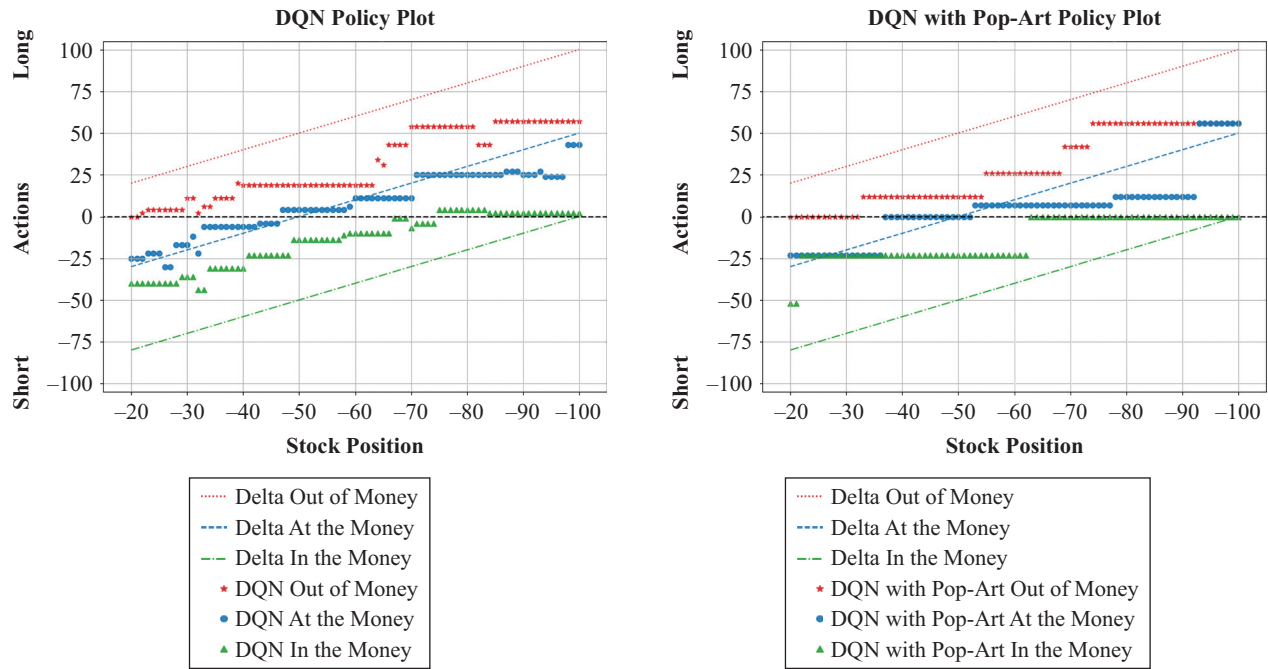 DQN Policy Plot
Long
Actions
Short
100
75
50
25
0
–25
–50
–75
–100
–20 –30 –40 –50 –60 –70 –80 –90 –100
Stock Position
Delta Out of Money
Delta At the Money
Delta In the Money
DQN Out of Money
DQN At the Money
DQN In the Money
DQN with Pop-Art Policy Plot
Long
Actions
Short
100
75
50
25
0
–25
–50
–75
–100
–20 –30 –40 –50 –60 –70 –80 –90 –100
Stock Position
Delta Out of Money
Delta At the Money
Delta In the Money
DQN with Pop-Art Out of Money
DQN with Pop-Art At the Money
DQN with Pop-Art In the Money